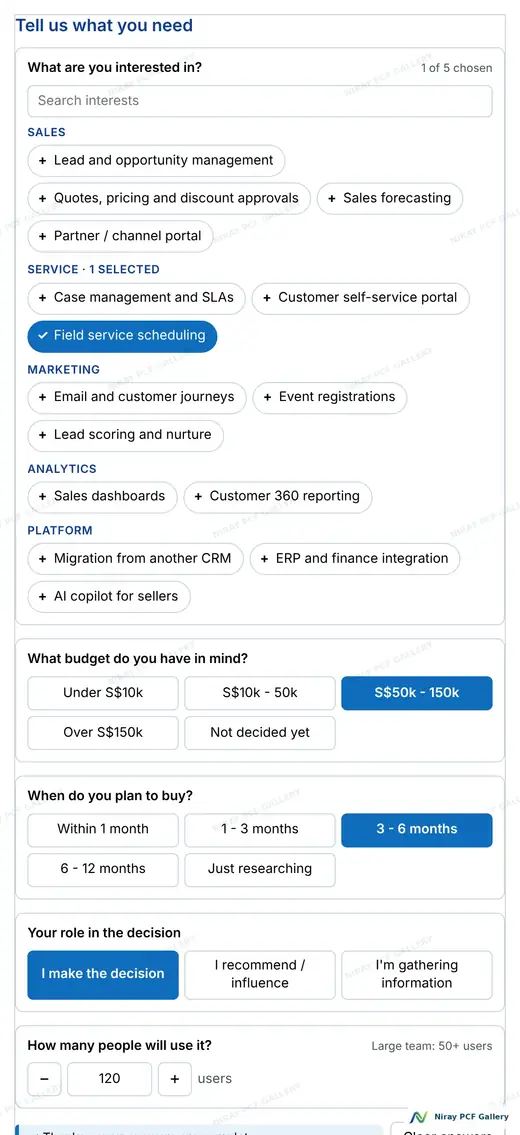 Tell us what you need
What are you interested in?
1 of 5 chosen
Search interests
SALES
+ Lead and opportunity management
+ Quotes, pricing and discount approvals
+ Sales forecasting
+ Partner / channel portal
SERVICE · 1 SELECTED
+ Case management and SLAs
+ Customer self-service portal
✓ Field service scheduling
MARKETING
+ Email and customer journeys
+ Event registrations
+ Lead scoring and nurture
ANALYTICS
+ Sales dashboards
+ Customer 360 reporting
PLATFORM
+ Migration from another CRM
+ ERP and finance integration
+ AI copilot for sellers
What budget do you have in mind?
Under S$10k
S$10k - 50k
S$50k - 150k
Over S$150k
Not decided yet
When do you plan to buy?
Within 1 month
1 - 3 months
3 - 6 months
6 - 12 months
Just researching
Your role in the decision
I make the decision
I recommend /
influence
I'm gathering
information
How many people will use it?
Large team: 50+ users
−
120
+
users
Niray PCF Gallery